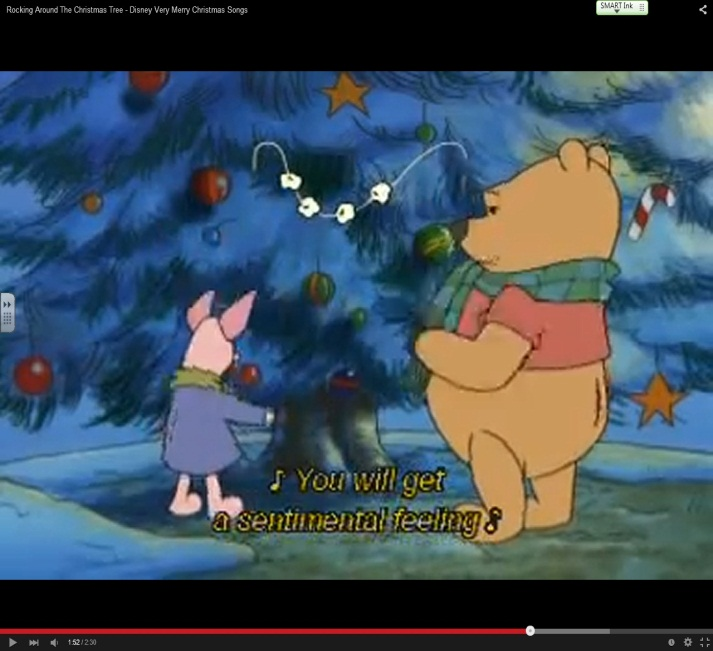 Rocking Around The Christmas Tree - Disney Very Merry Christmas Songs
SMART Ink
♪ You will get
a sentimental feeling ♪
1:52 / 2:36